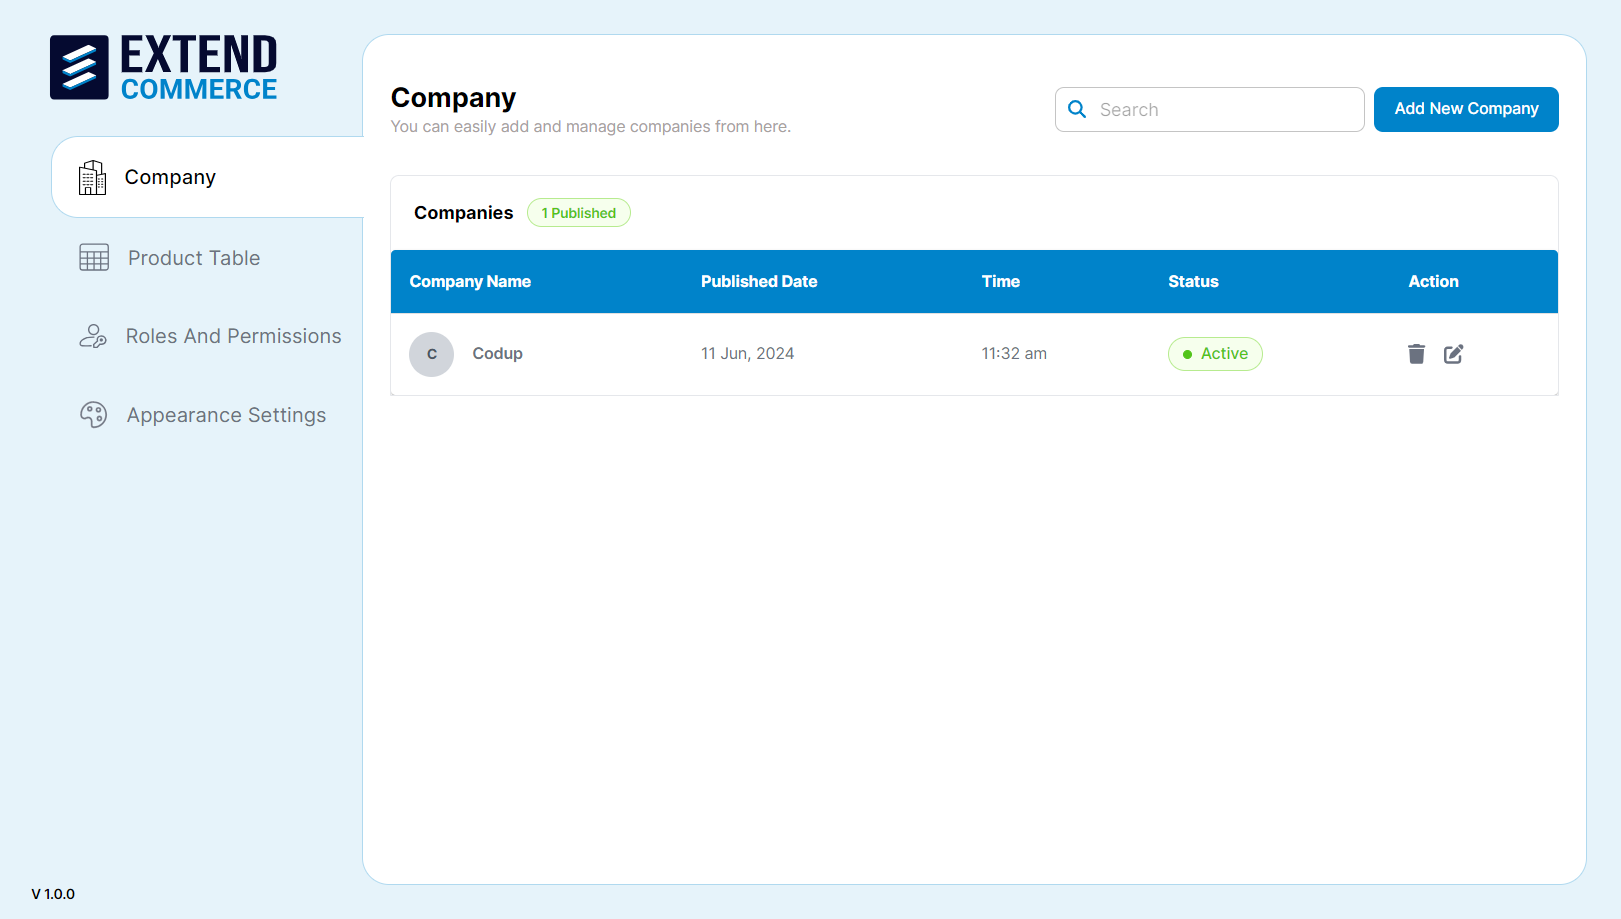 EXTEND
COMMERCE
Company
Product Table
Roles And Permissions
Appearance Settings
V 1.0.0
Company
You can easily add and manage companies from here.
Search
Add New Company
Companies
1 Published
Company Name Published Date Time Status Action
C Codup 11 Jun, 2024 11:32 am Active